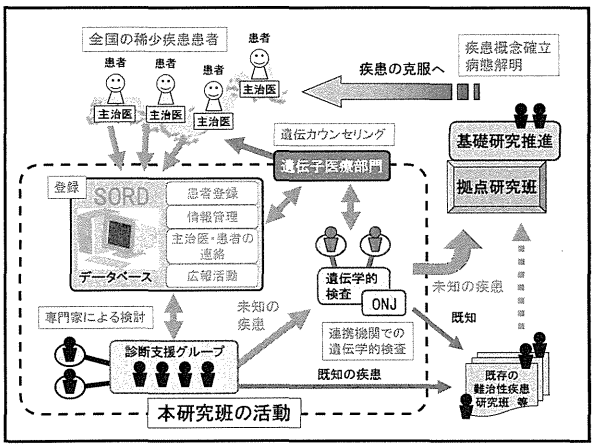 全国の稀少疾患患者
患者
患者
患者
患者
主治医
主治医
主治医
主治医
疾患の克服へ
疾患概念確立
病態解明
基礎研究推進
拠点研究班
遺伝カウンセリング
遺伝子医療部門
登録
SORD
データベース
患者登録
情報管理
主治医・患者の
連絡
広報活動
遺伝学的
検査
ONJ
未知の疾患
未知の
疾患
専門家による検討
連携機関での
遺伝学的検査
既知
診断支援グループ
既知の疾患
既存の
難治性疾患
研究班 等
本研究班の活動